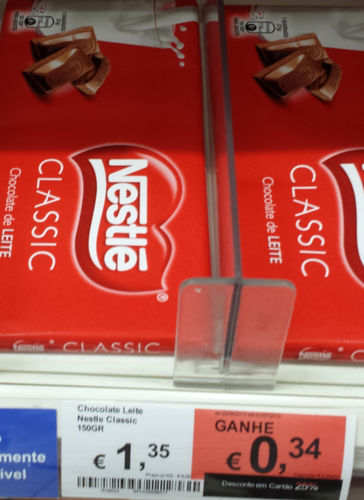 Nestlé
CLASSIC
Chocolate de LEITE
Nestlé
CLASSIC
CLASSIC
Chocolate de LEITE
Nestlé
mente
ível
Chocolate Leite
Nestle Classic
150GR
€ 1,35
GANHE
€ 0,34
Desconto em Cartão 25%